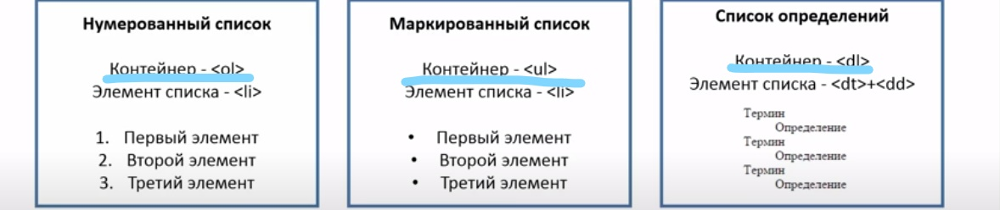 Нумерованный список
Контейнер - <ol>
Элемент списка - <li>
1. Первый элемент
2. Второй элемент
3. Третий элемент
Маркированный список
Контейнер - <ul>
Элемент списка - <li>
• Первый элемент
• Второй элемент
• Третий элемент
Список определений
Контейнер - <dl>
Элемент списка - <dt>+<dd>
Термин
Определение
Термин
Определение
Термин
Определение